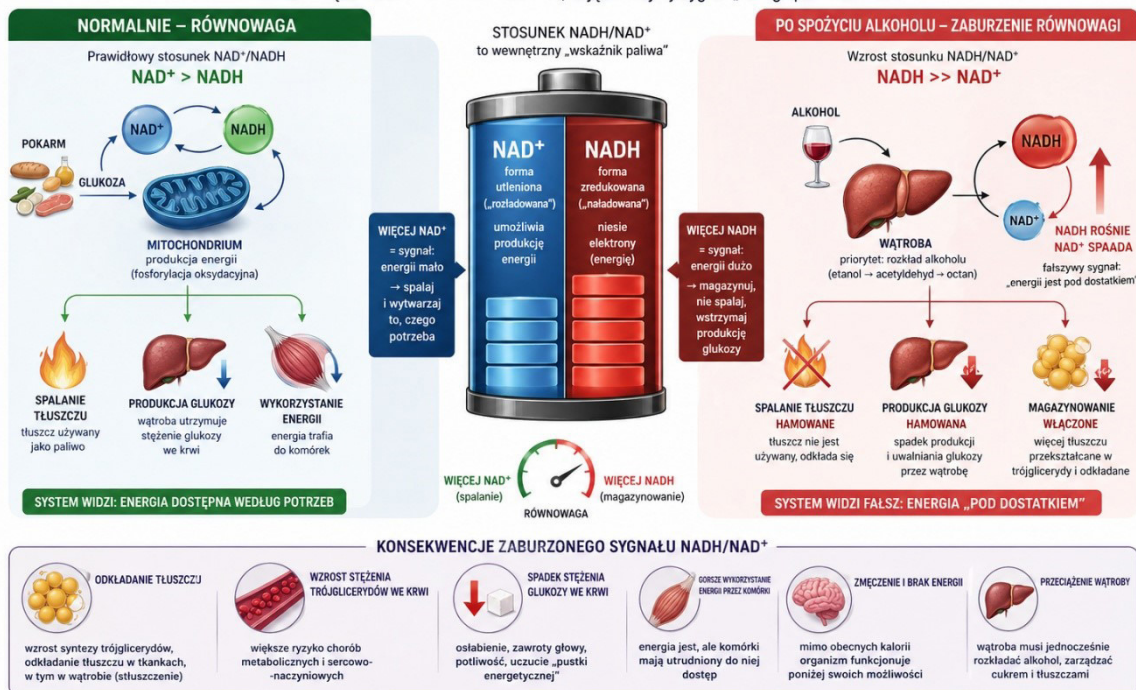 NORMALNIE – RÓWNOWAGA
Prawidłowy stosunek NAD⁺/NADH
NAD⁺ > NADH
NAD⁺
NADH
POKARM
GLUKOZA
MITOCHONDRIUM
produkcja energii
(fosforylacja oksydacyjna)
SPALANIE
TŁUSZCZU
tłuszcz używany
jako paliwo
PRODUKCJA GLUKOZY
wątroba utrzymuje
stężenie glukozy
we krwi
WYKORZYSTANIE
ENERGII
energia trafia
do komórek
SYSTEM WIDZI: ENERGIA DOSTĘPNA WEDŁUG POTRZEB
STOSUNEK NADH/NAD⁺
to wewnętrzny „wskaźnik paliwa”
NAD⁺
forma
utleniona
(„rozładowana”)
umożliwia
produkcję
energii
NADH
forma
zredukowana
(„naładowana”)
niesie
elektrony
(energię)
WIĘCEJ NAD⁺
= sygnał:
energii mało
→ spalaj
i wytwarzaj
to, czego
potrzeba
WIĘCEJ NADH
= sygnał:
energii dużo
→ magazynuj,
nie spalaj,
wstrzymaj
produkcję
glukozy
WIĘCEJ NAD⁺
(spalanie)
RÓWNOWAGA
WIĘCEJ NADH
(magazynowanie)
PO SPOŻYCIU ALKOHOLU – ZABURZENIE RÓWNOWAGI
Wzrost stosunku NADH/NAD⁺
NADH >> NAD⁺
ALKOHOL
NADH
NAD⁺
WĄTROBA
priorytet: rozkład alkoholu
(etanol → acetyldehyd → octan)
NADH ROŚNIE
NAD⁺ SPAADA
fałszywy sygnał:
„energii jest pod dostatkiem”
SPALANIE TŁUSZCZU
HAMOWANE
tłuszcz nie jest
używany, odkłada się
PRODUKCJA GLUKOZY
HAMOWANA
spadek produkcji
i uwalniania glukozy
przez wątrobę
MAGAZYNOWANIE
WŁĄCZONE
więcej tłuszczu
przekształcane w
trójglicerydy i odkładane
SYSTEM WIDZI FAŁSZ: ENERGIA „POD DOSTATKIEM”
KONSEKWENCJE ZABURZONEGO SYGNAŁU NADH/NAD⁺
ODKŁADANIE TŁUSZCZU
wzrost syntezy trójglicerydów,
odkładanie tłuszczu w tkankach,
w tym w wątrobie (stłuszczenie)
WZROST STĘŻENIA
TRÓJGLICERYDÓW WE KRWI
większe ryzyko chorób
metabolicznych i sercowo-
-naczyniowych
SPADEK STĘŻENIA
GLUKOZY WE KRWI
osłabienie, zawroty głowy,
potliwość, uczucie „pustki
energetycznej”
GORSZE WYKORZYSTANIE
ENERGII PRZEZ KOMÓRKI
energia jest, ale komórki
mają utrudniony do niej
dostęp
ZMĘCZENIE I BRAK ENERGII
mimo obecnych kalorii
organizm funkcjonuje
poniżej swoich możliwości
PRZECIĄŻENIE WĄTROBY
wątroba musi jednocześnie
rozkładać alkohol, zarządzać
cukrem i tłuszczami